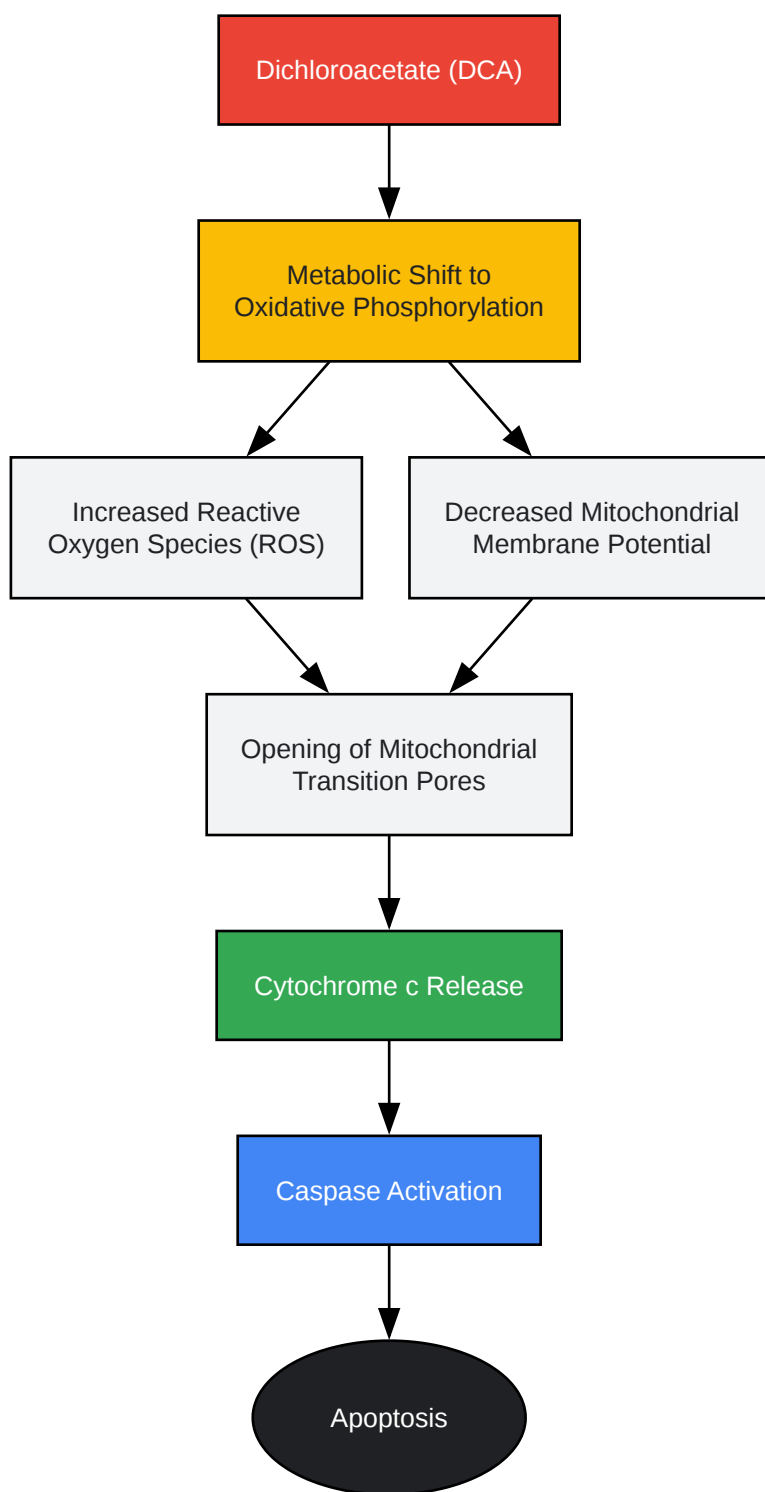 Dichloroacetate (DCA)
Metabolic Shift to
Oxidative Phosphorylation
Increased Reactive
Oxygen Species (ROS)
Decreased Mitochondrial
Membrane Potential
Opening of Mitochondrial
Transition Pores
Cytochrome c Release
Caspase Activation
Apoptosis